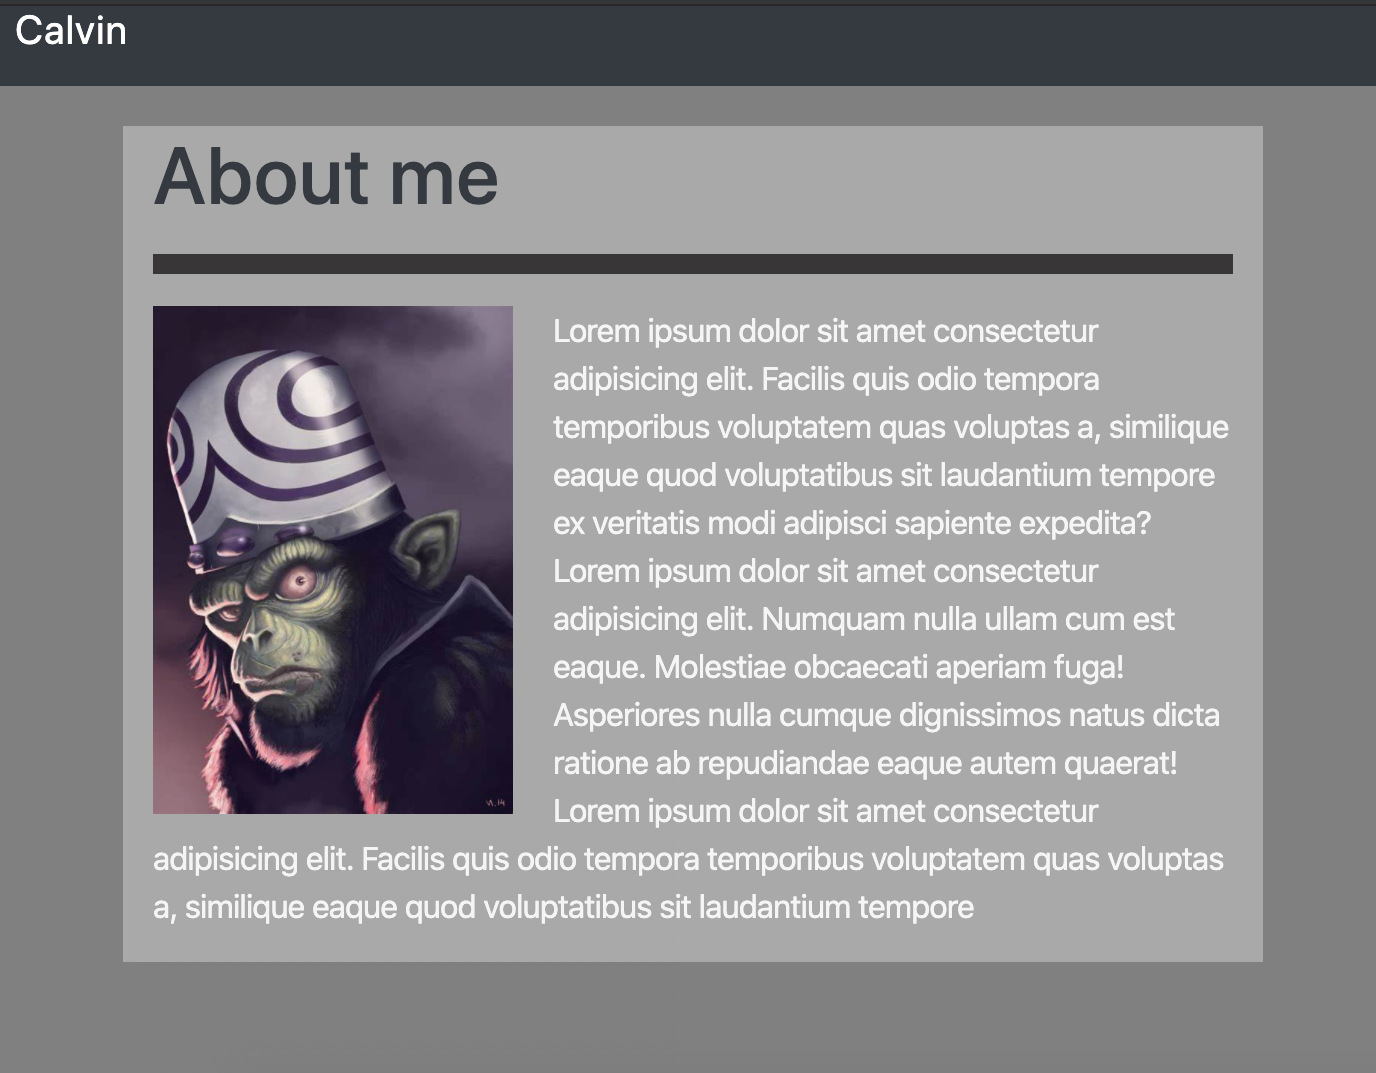 Calvin
About me
Lorem ipsum dolor sit amet consectetur
adipisicing elit. Facilis quis odio tempora
temporibus voluptatem quas voluptas a, similique
eaque quod voluptatibus sit laudantium tempore
ex veritatis modi adipisci sapiente expedita?
Lorem ipsum dolor sit amet consectetur
adipisicing elit. Numquam nulla ullam cum est
eaque. Molestiae obcaecati aperiam fuga!
Asperiores nulla cumque dignissimos natus dicta
ratione ab repudiandae eaque autem quaerat!
Lorem ipsum dolor sit amet consectetur
adipisicing elit. Facilis quis odio tempora temporibus voluptatem quas voluptas
a, similique eaque quod voluptatibus sit laudantium tempore